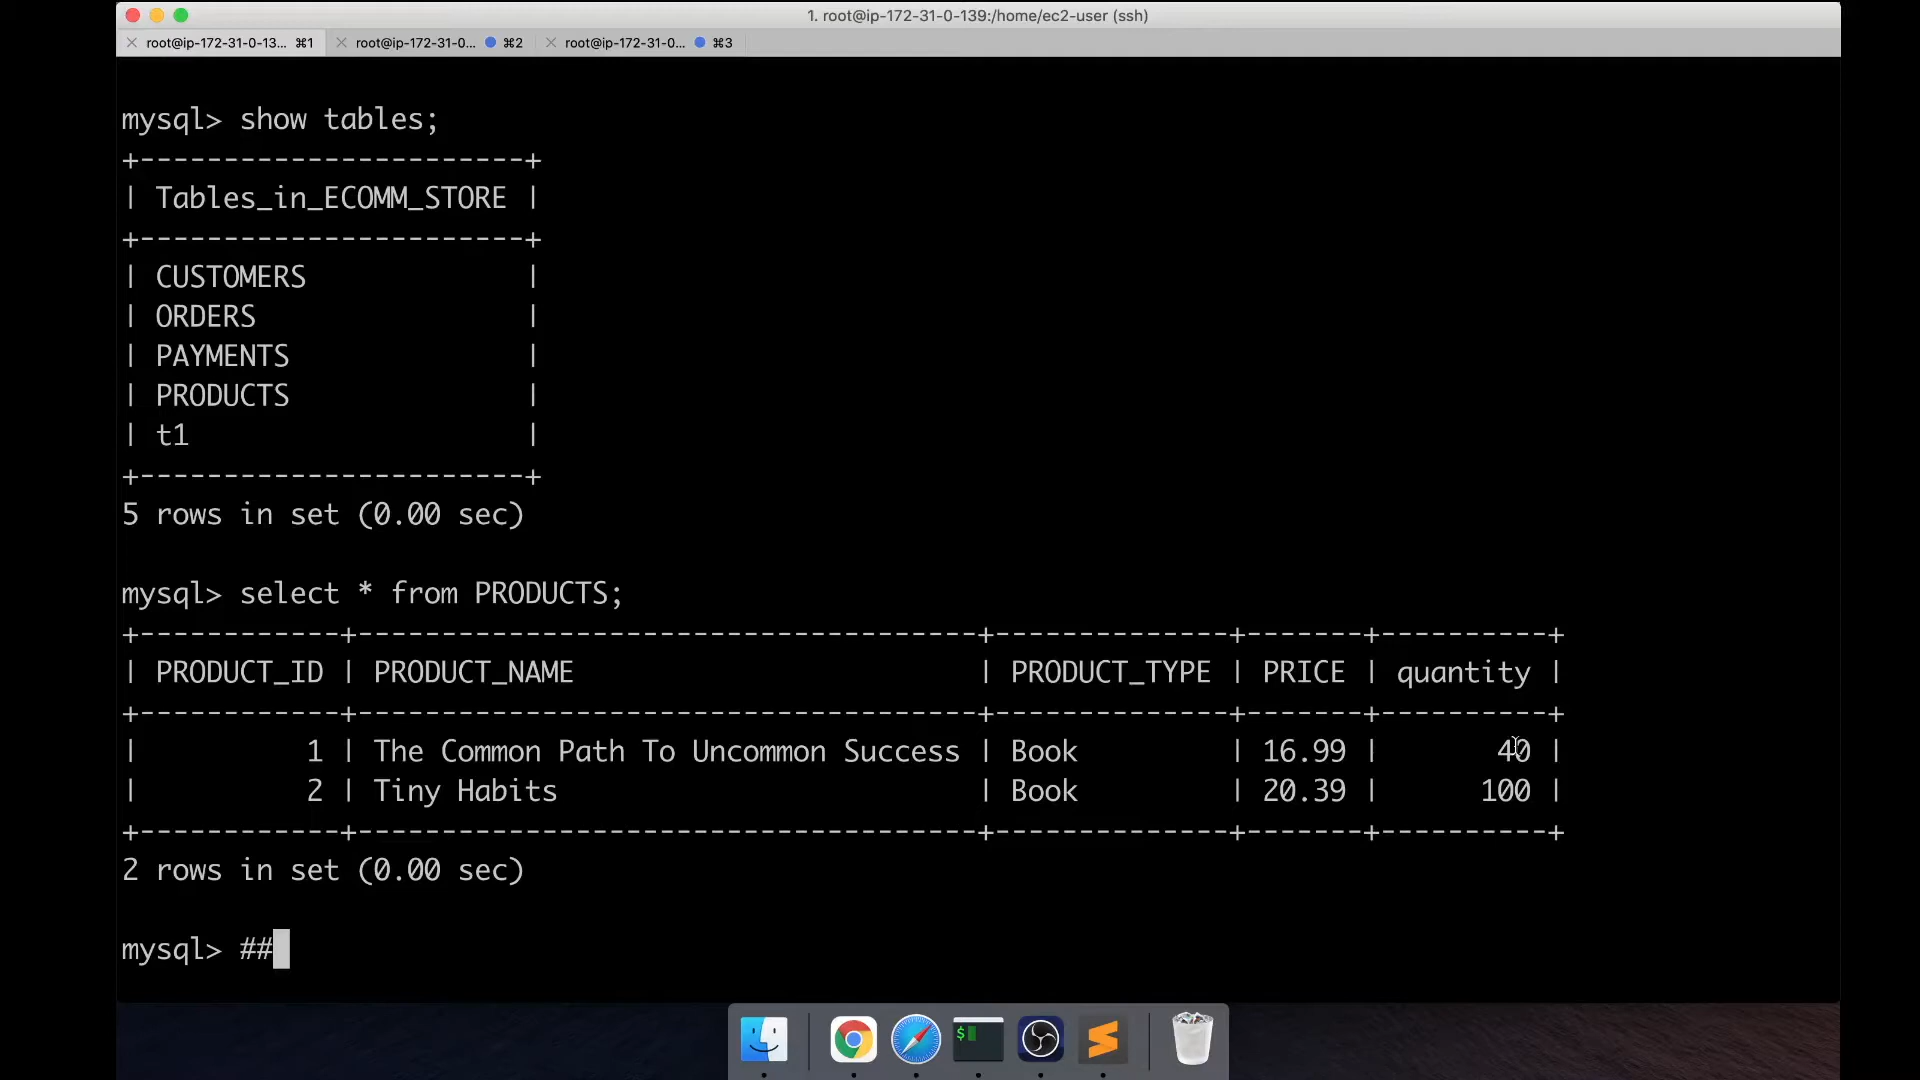 1. root@ip-172-31-0-139:/home/ec2-user (ssh)
root@ip-172-31-0-13... ⌘1 root@ip-172-31-0... ⌘2 root@ip-172-31-0... ⌘3
mysql> show tables;
+-----------------------+
| Tables_in_ECOMM_STORE |
+-----------------------+
| CUSTOMERS             |
| ORDERS                |
| PAYMENTS              |
| PRODUCTS              |
| t1                    |
+-----------------------+
5 rows in set (0.00 sec)
mysql> select * from PRODUCTS;
+------------+-------------------------------------+--------------+-------+----------+
| PRODUCT_ID | PRODUCT_NAME                        | PRODUCT_TYPE | PRICE | quantity |
+------------+-------------------------------------+--------------+-------+----------+
|          1 | The Common Path To Uncommon Success | Book         | 16.99 |       40 |
|          2 | Tiny Habits                         | Book         | 20.39 |      100 |
+------------+-------------------------------------+--------------+-------+----------+
2 rows in set (0.00 sec)
mysql> ##
$